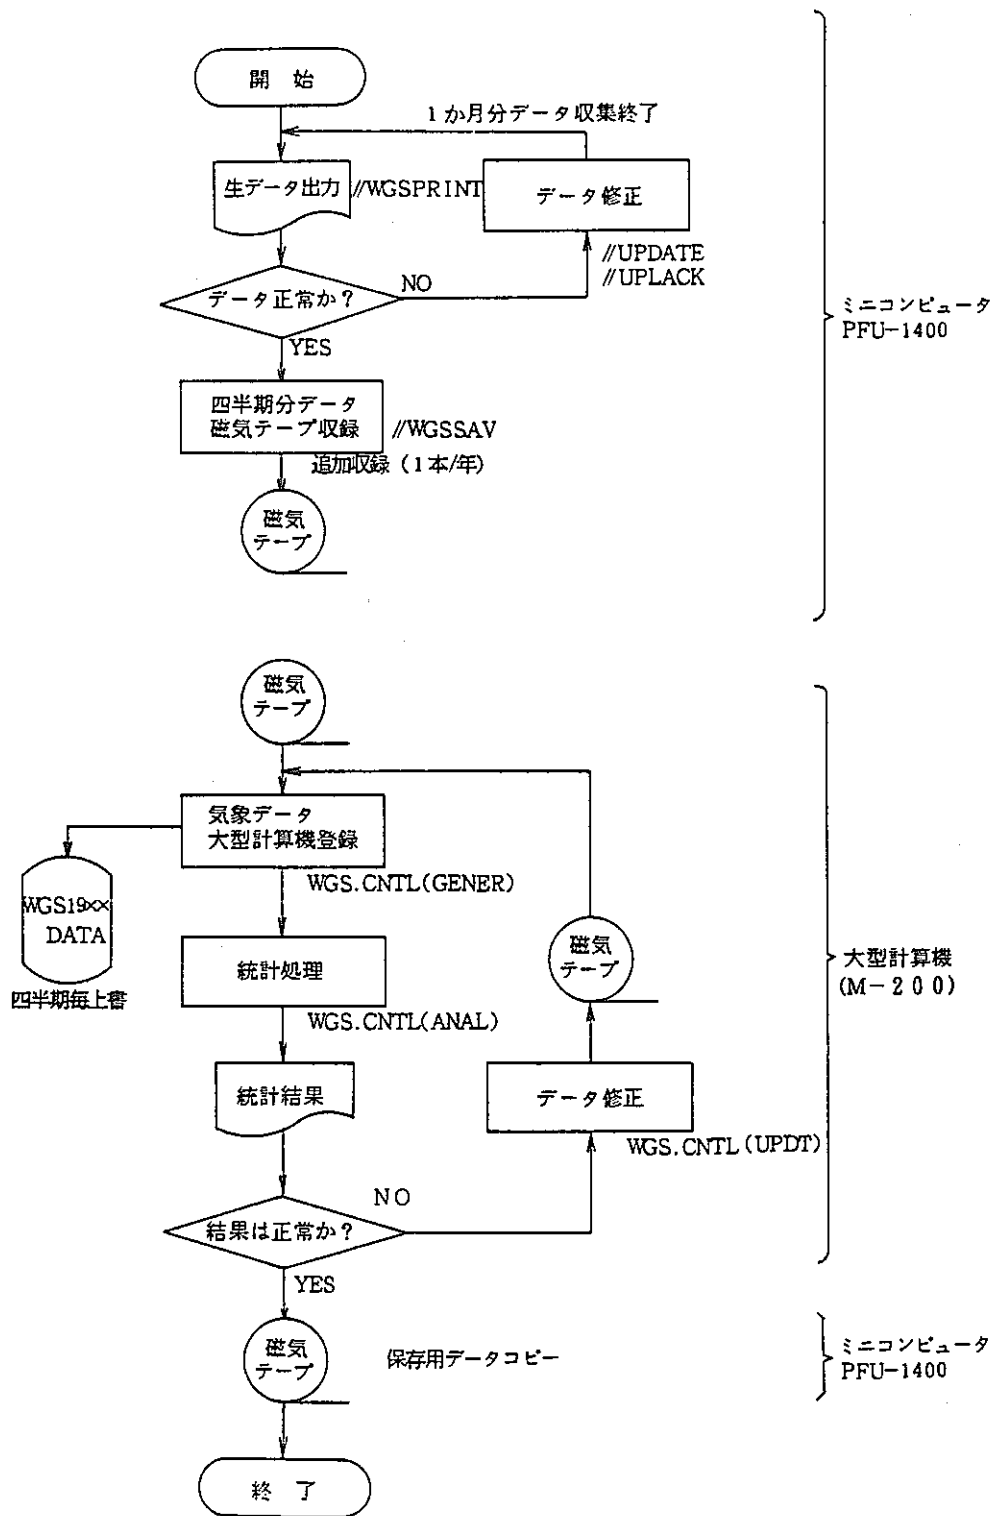 開 始
1か月分データ収集終了
生データ出力
//WGSPRINT
データ修正
//UPDATE
//UPLACK
データ正常か？
NO
YES
ミニコンピュータ
PFU-1400
四半期分データ
磁気テープ収録
//WGSSAV
追加収録（1本/年）
磁気
テープ
磁気
テープ
気象データ
大型計算機登録
WGS.CNTL(GENER)
WGS19××
DATA
四半期毎上書
統計処理
WGS.CNTL(ANAL)
磁気
テープ
大型計算機
(M-200)
統計結果
データ修正
WGS.CNTL(UPDT)
結果は正常か？
NO
YES
磁気
テープ
保存用データコピー
ミニコンピュータ
PFU-1400
終 了